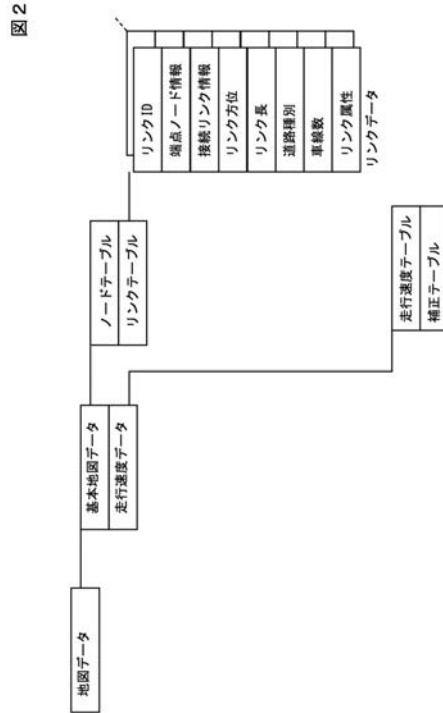 図2
地図データ
基本地図データ
走行速度データ
ノードテーブル
リンクテーブル
リンクID
端点ノード情報
接続リンク情報
リンク方位
リンク長
道路種別
車線数
リンク属性
リンクデータ
走行速度テーブル
補正テーブル